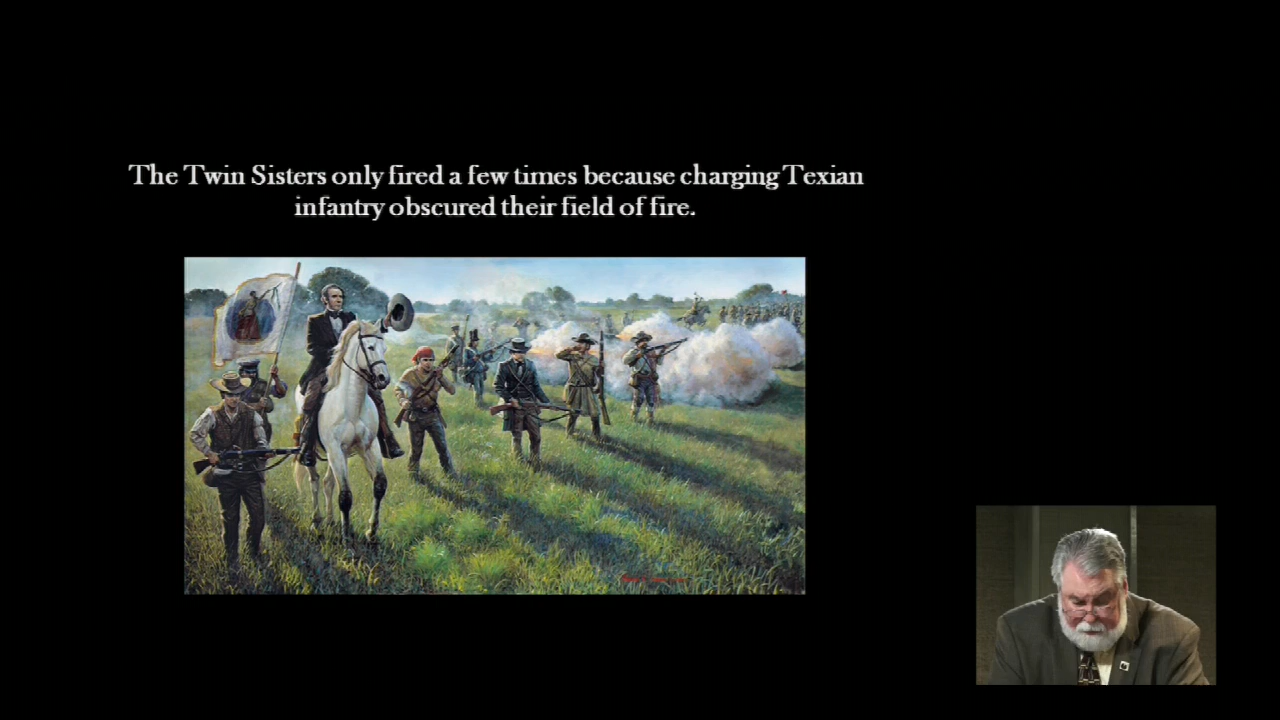 The Twin Sisters only fired a few times because charging Texian
infantry obscured their field of fire.